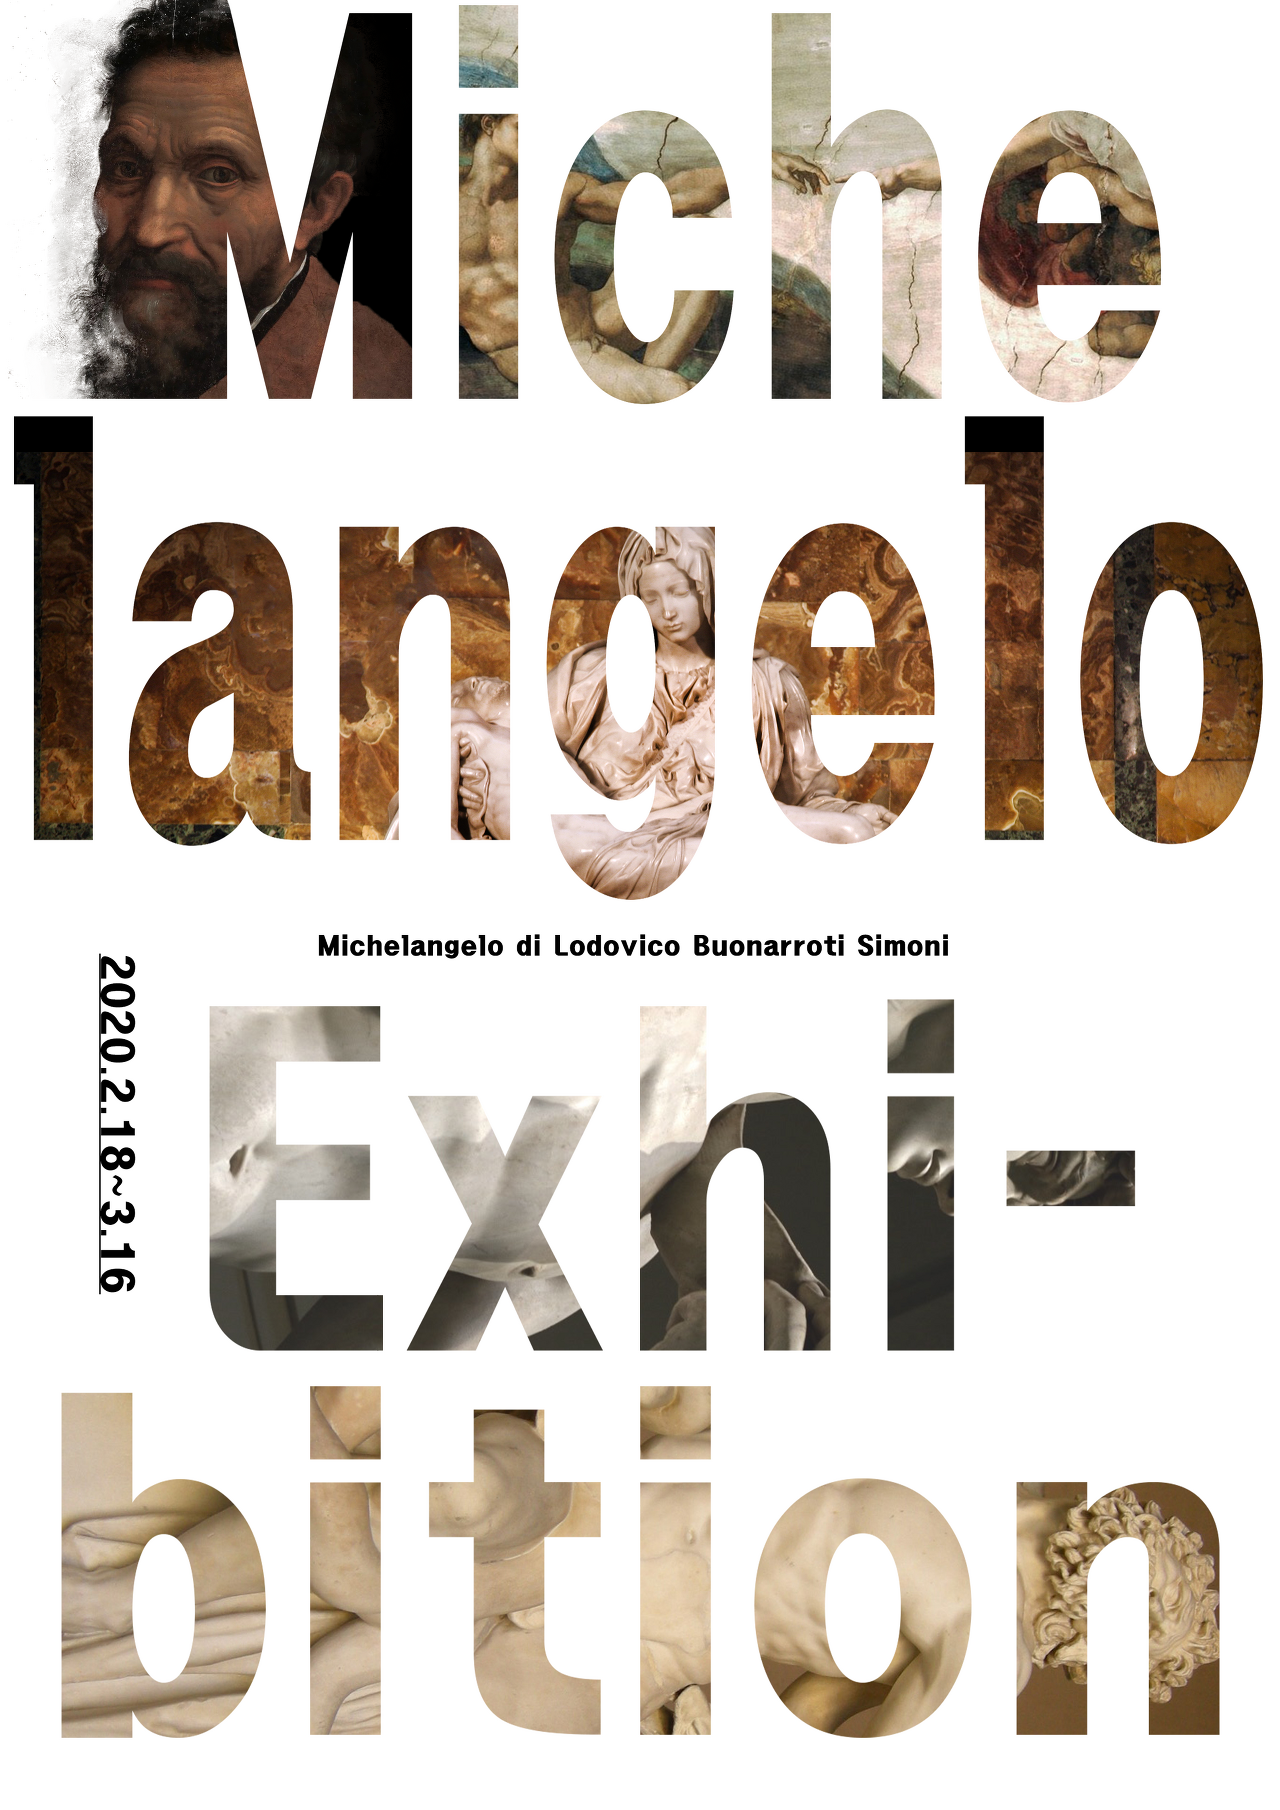 Miche
langelo
Michelangelo di Lodovico Buonarroti Simoni
2020.2.18~3.16
Exhi-
bition